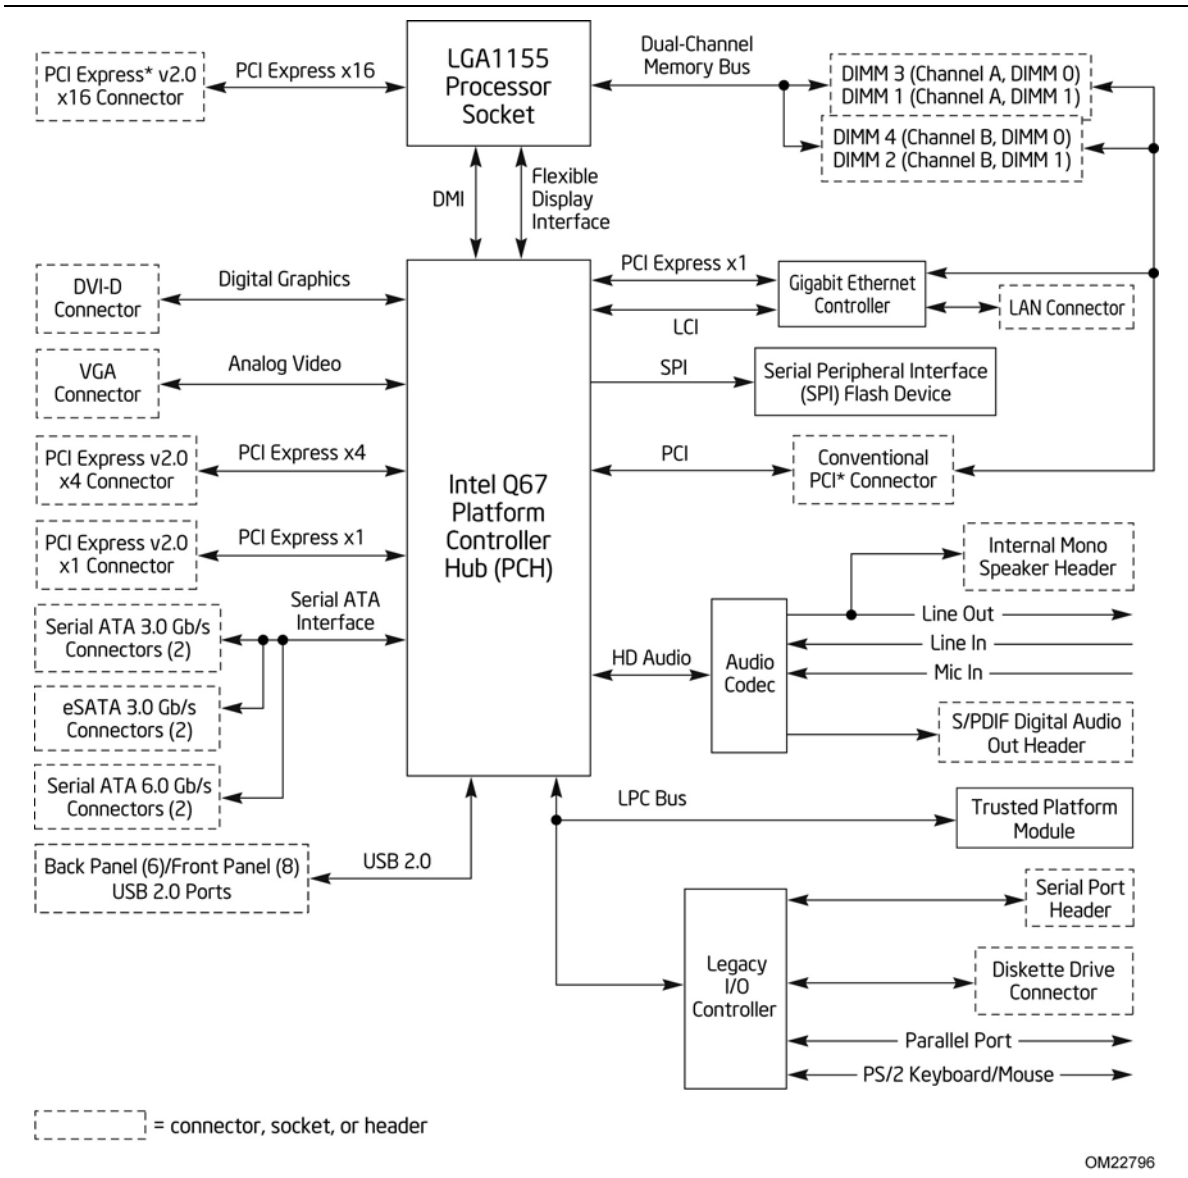 PCI Express* v2.0
x16 Connector
PCI Express x16
LGA1155
Processor
Socket
Dual-Channel
Memory Bus
DIMM 3 (Channel A, DIMM 0)
DIMM 1 (Channel A, DIMM 1)
DIMM 4 (Channel B, DIMM 0)
DIMM 2 (Channel B, DIMM 1)
DMI
Flexible
Display
Interface
DVI-D
Connector
Digital Graphics
VGA
Connector
Analog Video
PCI Express v2.0
x4 Connector
PCI Express x4
PCI Express v2.0
x1 Connector
PCI Express x1
Serial ATA
Interface
Serial ATA 3.0 Gb/s
Connectors (2)
eSATA 3.0 Gb/s
Connectors (2)
Serial ATA 6.0 Gb/s
Connectors (2)
Back Panel (6)/Front Panel (8)
USB 2.0 Ports
USB 2.0
Intel Q67
Platform
Controller
Hub (PCH)
PCI Express x1
LCI
Gigabit Ethernet
Controller
LAN Connector
SPI
Serial Peripheral Interface
(SPI) Flash Device
PCI
Conventional
PCI* Connector
HD Audio
Audio
Codec
Internal Mono
Speaker Header
Line Out
Line In
Mic In
S/PDIF Digital Audio
Out Header
LPC Bus
Trusted Platform
Module
Legacy
I/O
Controller
Serial Port
Header
Diskette Drive
Connector
Parallel Port
PS/2 Keyboard/Mouse
= connector, socket, or header
OM22796